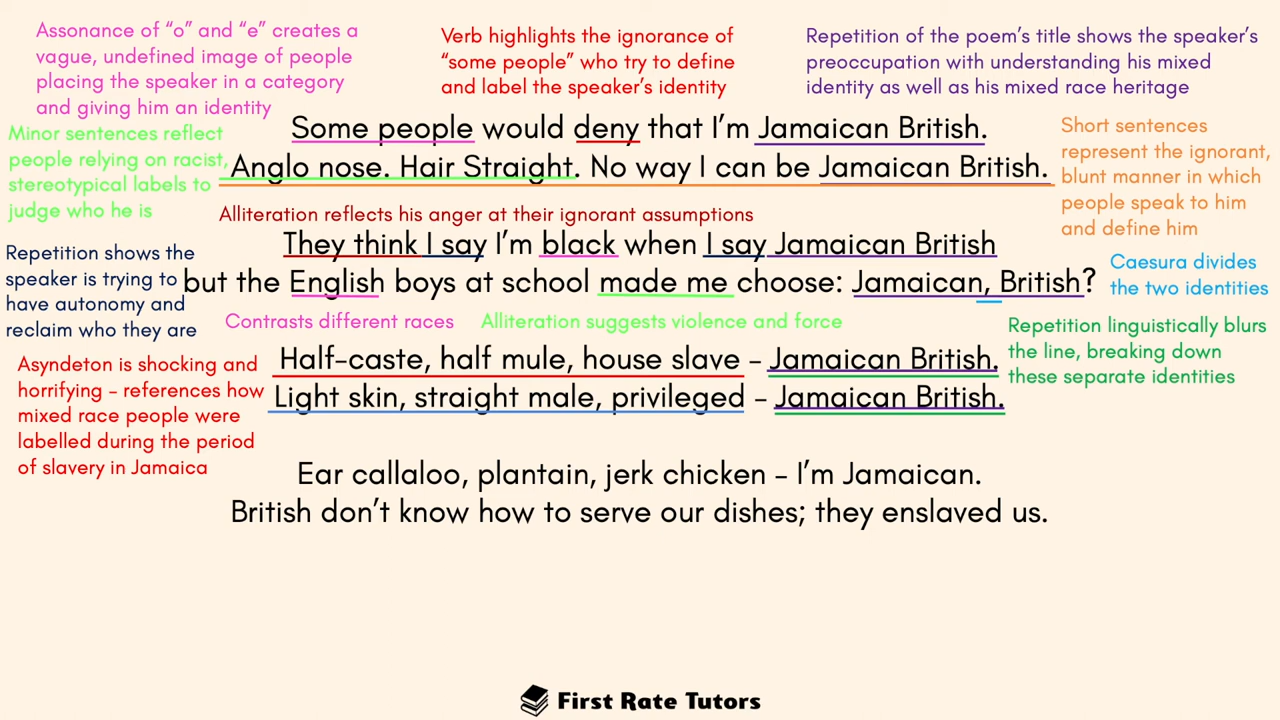 Assonance of “o” and “e” creates a
vague, undefined image of people
placing the speaker in a category
and giving him an identity
Verb highlights the ignorance of
“some people” who try to define
and label the speaker’s identity
Repetition of the poem’s title shows the speaker’s
preoccupation with understanding his mixed
identity as well as his mixed race heritage
Minor sentences reflect
people relying on racist,
stereotypical labels to
judge who he is
Some people would deny that I’m Jamaican British.
Anglo nose. Hair Straight. No way I can be Jamaican British.
Short sentences
represent the ignorant,
blunt manner in which
people speak to him
and define him
Alliteration reflects his anger at their ignorant assumptions
Repetition shows the
speaker is trying to
have autonomy and
reclaim who they are
They think I say I’m black when I say Jamaican British
but the English boys at school made me choose: Jamaican, British?
Caesura divides
the two identities
Contrasts different races
Alliteration suggests violence and force
Repetition linguistically blurs
the line, breaking down
these separate identities
Asyndeton is shocking and
horrifying – references how
mixed race people were
labelled during the period
of slavery in Jamaica
Half-caste, half mule, house slave – Jamaican British.
Light skin, straight male, privileged – Jamaican British.
Ear callaloo, plantain, jerk chicken – I’m Jamaican.
British don’t know how to serve our dishes; they enslaved us.
First Rate Tutors